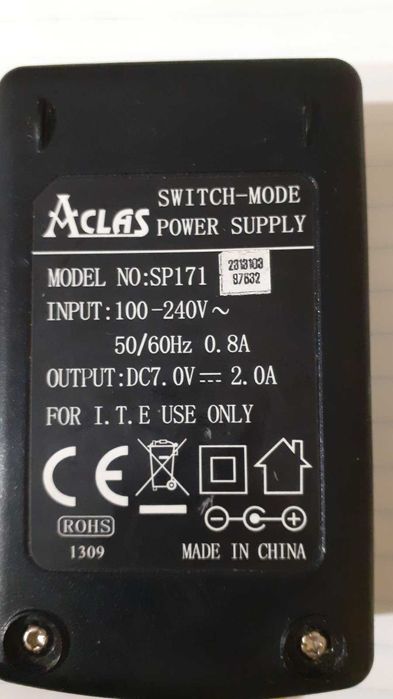 ACLAS
SWITCH-MODE
POWER SUPPLY
MODEL NO:SP171
2313103
97632
INPUT:100-240V~
50/60Hz 0.8A
OUTPUT:DC7.0V⎓2.0A
FOR I.T.E USE ONLY
CE
ROHS
1309
MADE IN CHINA